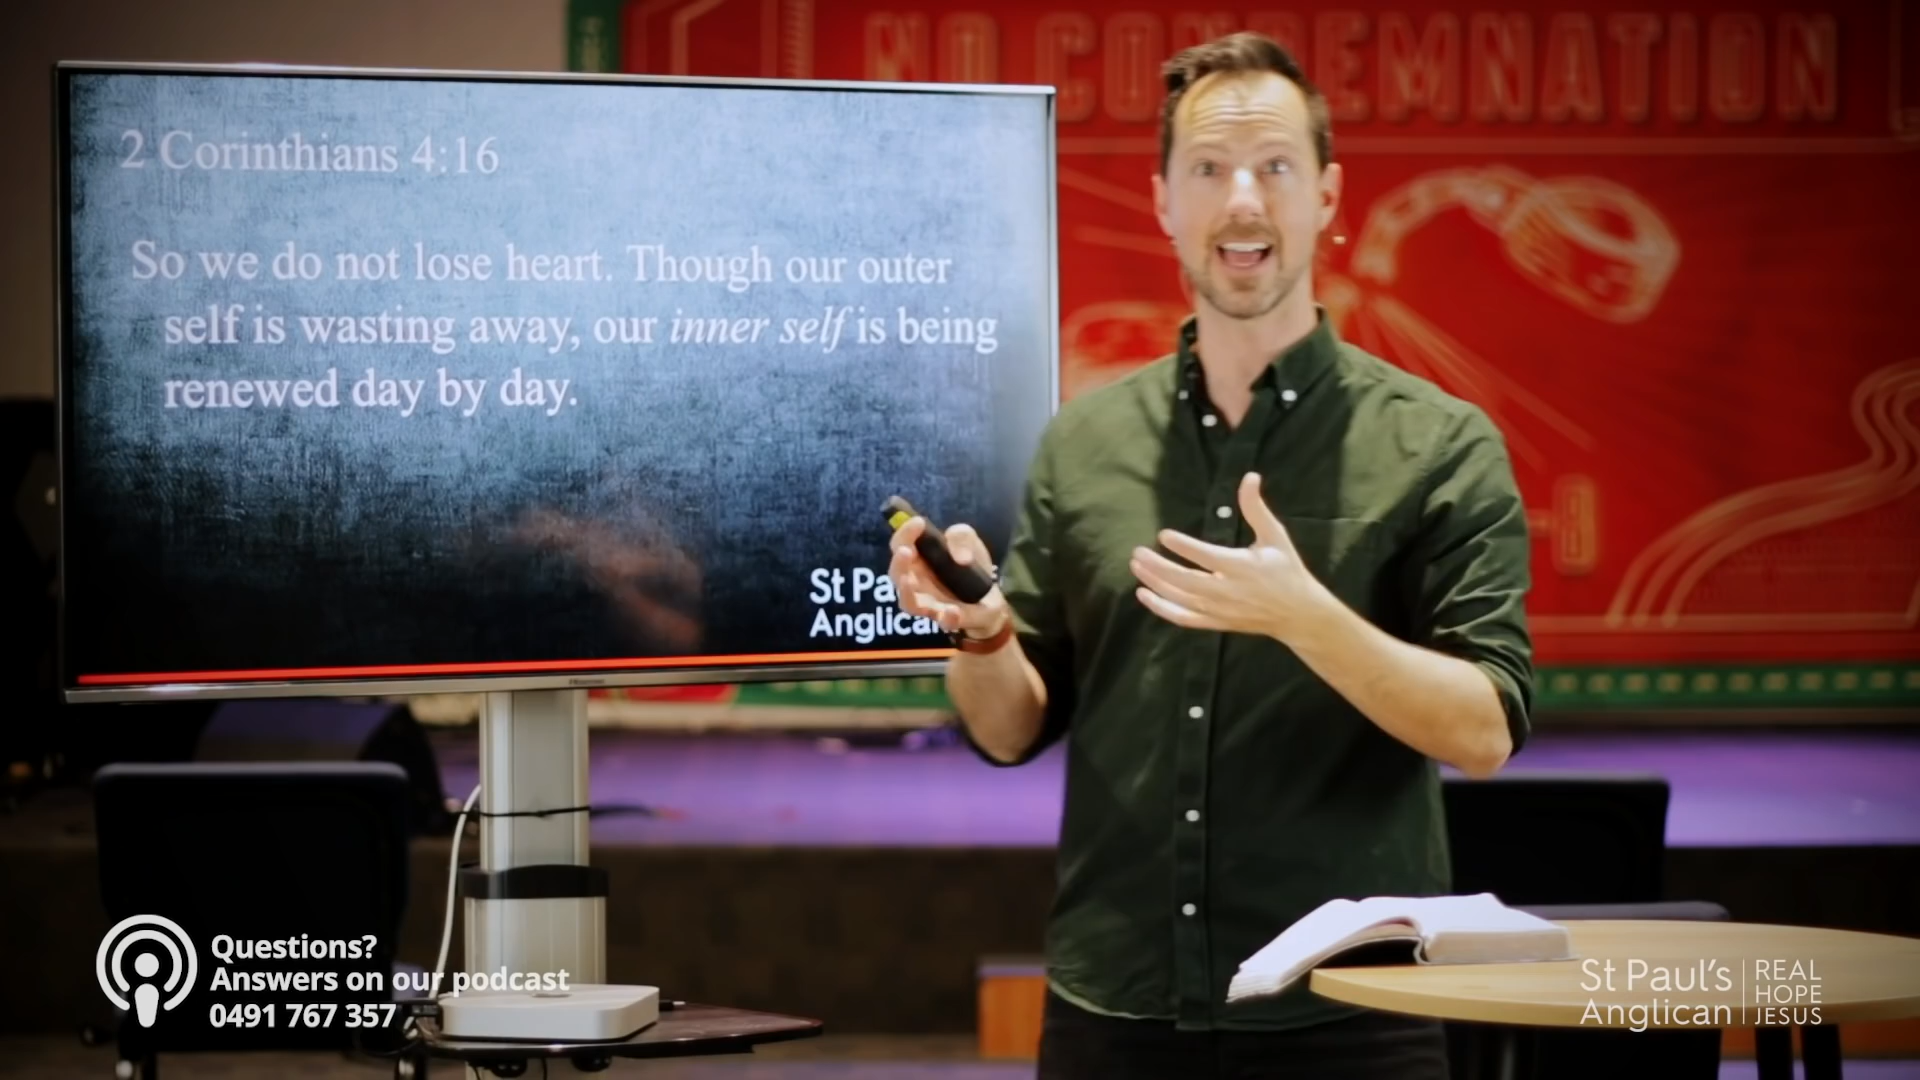 NO CONDEMNATION
2 Corinthians 4:16
So we do not lose heart. Though our outer
self is wasting away, our inner self is being
renewed day by day.
St Pa
Anglican
8
Questions?
Answers on our podcast
0491 767 357
St Paul's
Anglican
REAL
HOPE
JESUS